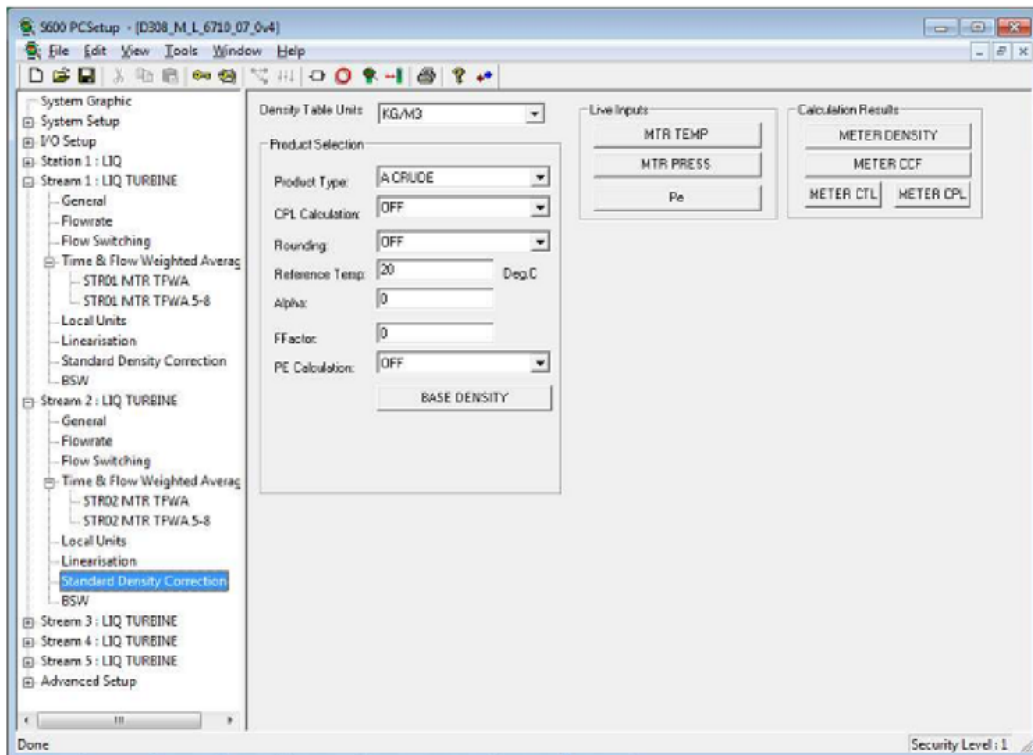 S600 PCSetup - [D308_M_L_6710_07_0v4]
File Edit View Tools Window Help
System Graphic
System Setup
I/O Setup
Station 1 : LIQ
Stream 1 : LIQ TURBINE
General
Flowrate
Flow Switching
Time & Flow Weighted Averag
STR01 MTR TFWA
STR01 MTR TFWA 5-8
Local Units
Linearisation
Standard Density Correction
BSW
Stream 2 : LIQ TURBINE
General
Flowrate
Flow Switching
Time & Flow Weighted Averag
STR02 MTR TFWA
STR02 MTR TFWA 5-8
Local Units
Linearisation
Standard Density Correction
BSW
Stream 3 : LIQ TURBINE
Stream 4 : LIQ TURBINE
Stream 5 : LIQ TURBINE
Advanced Setup
Density Table Units KG/M3
Product Selection
Product Type: A CRUDE
CPL Calculation: OFF
Rounding: OFF
Reference Temp: 20 Deg.C
Alpha: 0
FFactor: 0
PE Calculation: OFF
BASE DENSITY
Live Inputs
MTR TEMP
MTR PRESS
Pe
Calculation Results
METER DENSITY
METER CCF
METER CTL METER CPL
Done Security Level : 1